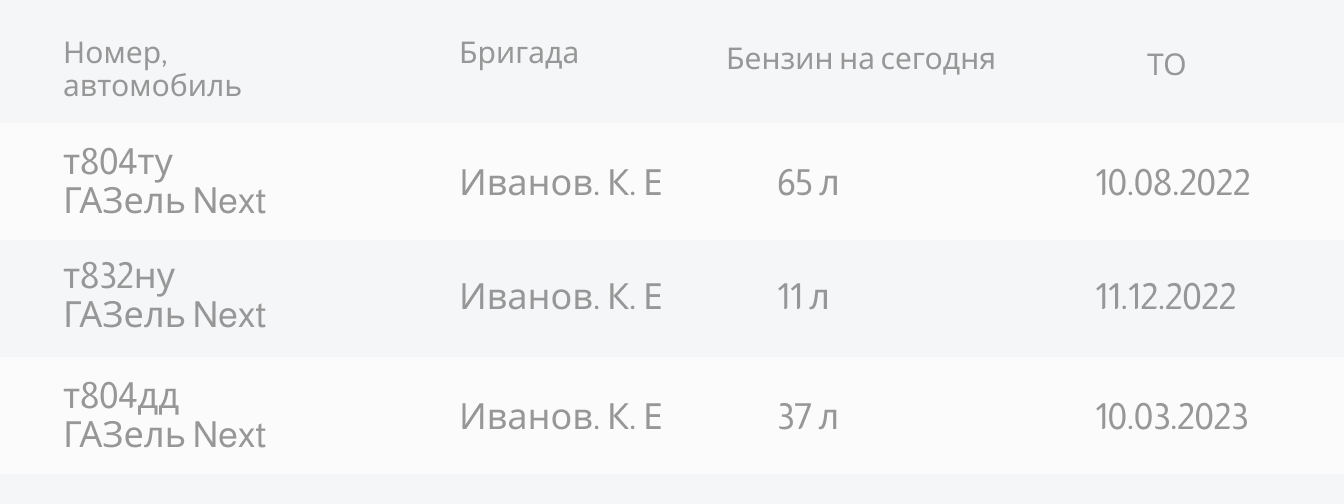 Номер,
автомобиль
Бригада
Бензин на сегодня
ТО
т804ту
ГАЗель Next
Иванов. К. Е
65 л
10.08.2022
т832ну
ГАЗель Next
Иванов. К. Е
11 л
11.12.2022
т804дд
ГАЗель Next
Иванов. К. Е
37 л
10.03.2023